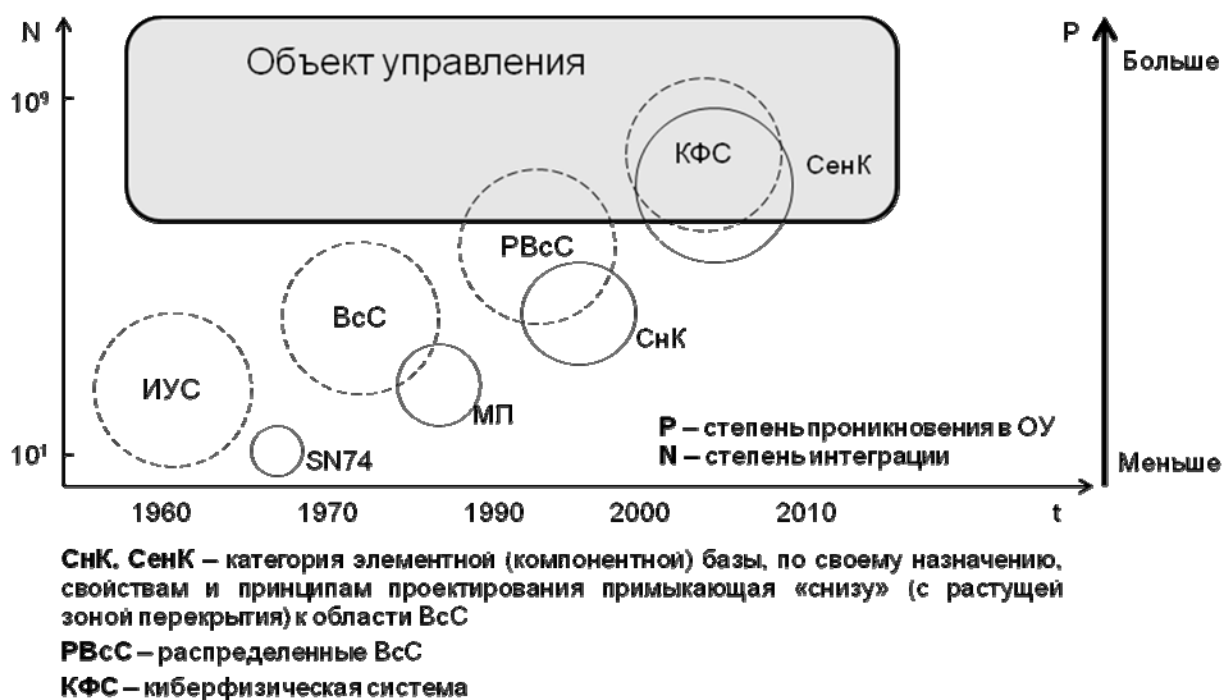 N
P
Объект управления
Больше
10⁹
КФС
СенК
РВсС
ВсС
СнК
ИУС
МП
P – степень проникновения в ОУ
N – степень интеграции
10¹
SN74
Меньше
1960 1970 1990 2000 2010 t
СнК, СенК – категория элементной (компонентной) базы, по своему назначению,
свойствам и принципам проектирования примыкающая «снизу» (с растущей
зоной перекрытия) к области ВсС
РВсС – распределенные ВсС
КФС – киберфизическая система